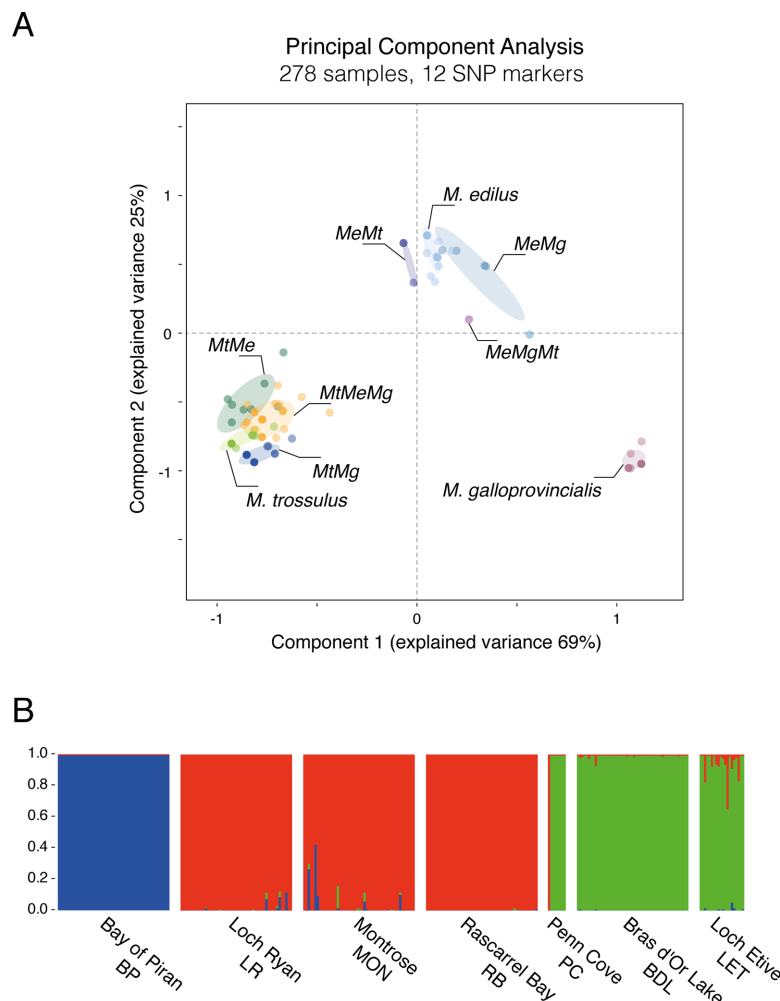 A
Principal Component Analysis
278 samples, 12 SNP markers
Component 2 (explained variance 25%)
1
0
-1
M. edilus
MeMt
MeMg
MeMgMt
MtMe
MtMeMg
MtMg
M. trossulus
M. galloprovincialis
-1
0
1
Component 1 (explained variance 69%)
B
1.0
0.8
0.6
0.4
0.2
0.0
Bay of Piran
BP
Loch Ryan
LR
Montrose
MON
Rascarrel Bay
RB
Penn Cove
PC
Bras d'Or Lake
BDL
Loch Etive
LET